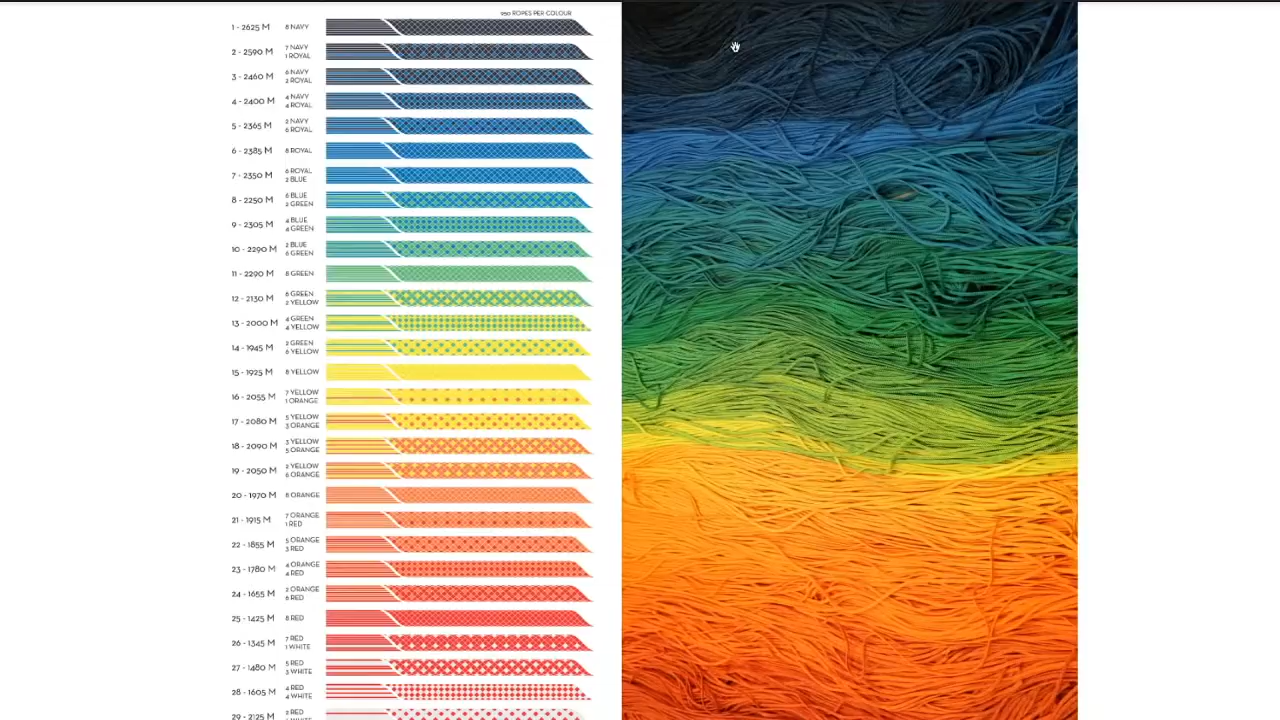 950 ROPES PER COLOUR
1 - 2625 M 8 NAVY
2 - 2590 M 7 NAVY
1 ROYAL
3 - 2460 M 6 NAVY
2 ROYAL
4 - 2400 M 4 NAVY
4 ROYAL
5 - 2365 M 2 NAVY
6 ROYAL
6 - 2385 M 8 ROYAL
7 - 2350 M 6 ROYAL
2 BLUE
8 - 2250 M 6 BLUE
2 GREEN
9 - 2305 M 4 BLUE
4 GREEN
10 - 2290 M 2 BLUE
6 GREEN
11 - 2290 M 8 GREEN
12 - 2130 M 6 GREEN
2 YELLOW
13 - 2000 M 4 GREEN
4 YELLOW
14 - 1945 M 2 GREEN
6 YELLOW
15 - 1925 M 8 YELLOW
16 - 2055 M 7 YELLOW
1 ORANGE
17 - 2080 M 5 YELLOW
3 ORANGE
18 - 2090 M 3 YELLOW
5 ORANGE
19 - 2050 M 2 YELLOW
6 ORANGE
20 - 1970 M 8 ORANGE
21 - 1915 M 7 ORANGE
1 RED
22 - 1855 M 5 ORANGE
3 RED
23 - 1780 M 4 ORANGE
4 RED
24 - 1655 M 2 ORANGE
6 RED
25 - 1425 M 8 RED
26 - 1345 M 7 RED
1 WHITE
27 - 1480 M 5 RED
3 WHITE
28 - 1605 M 4 RED
4 WHITE
29 - 2125 M 2 RED